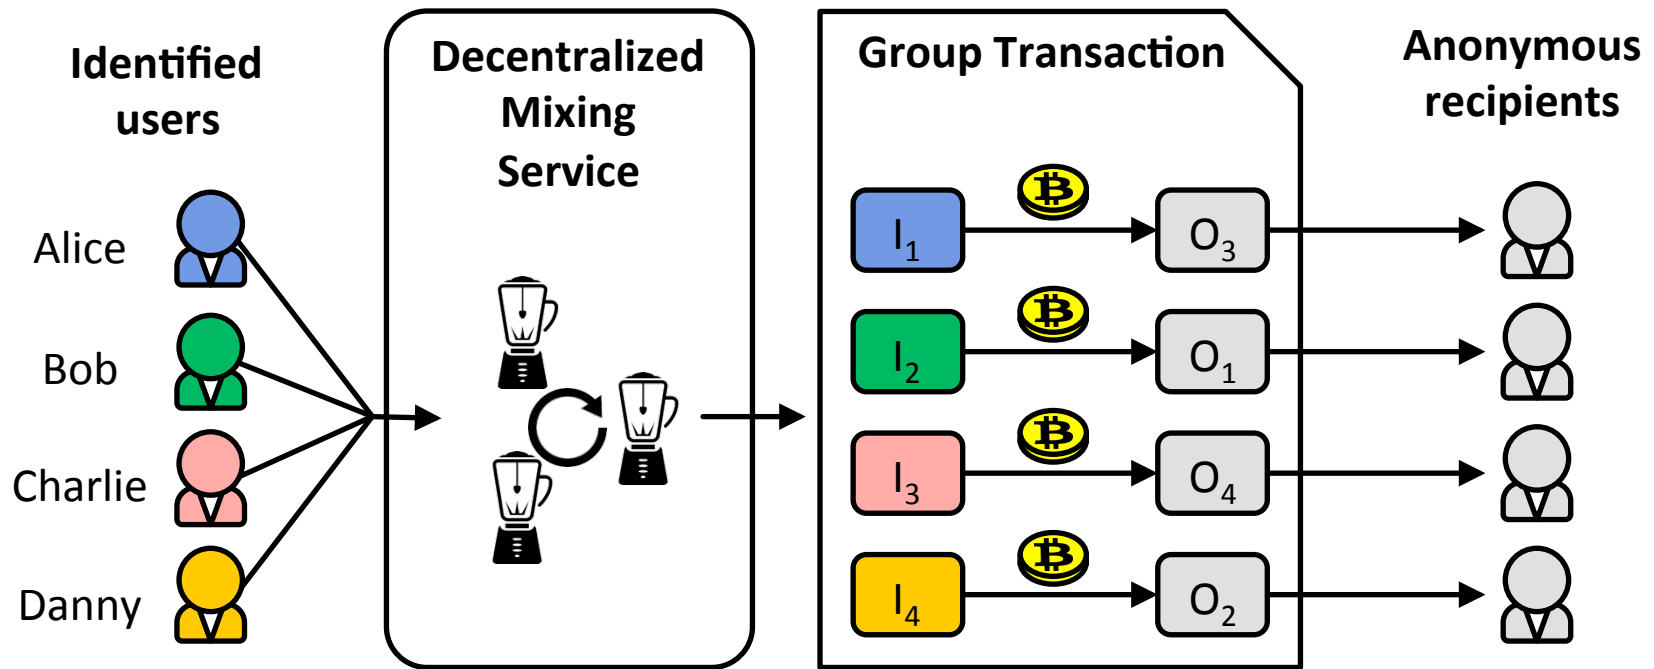 Identified
users
Decentralized
Mixing
Service
Group Transaction
Anonymous
recipients
Alice
Bob
Charlie
Danny
I₁
O₃
I₂
O₁
I₃
O₄
I₄
O₂